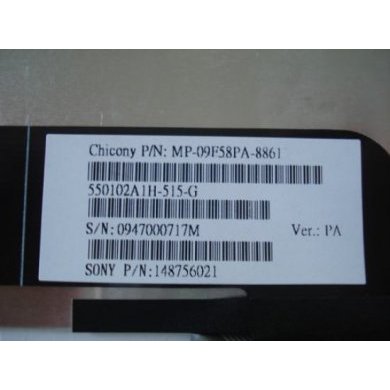 Chicony P/N: MP-09F58PA-8861
550102A1H-515-G
S/N:0947000717M Ver.: PA
SONY P/N:148756021